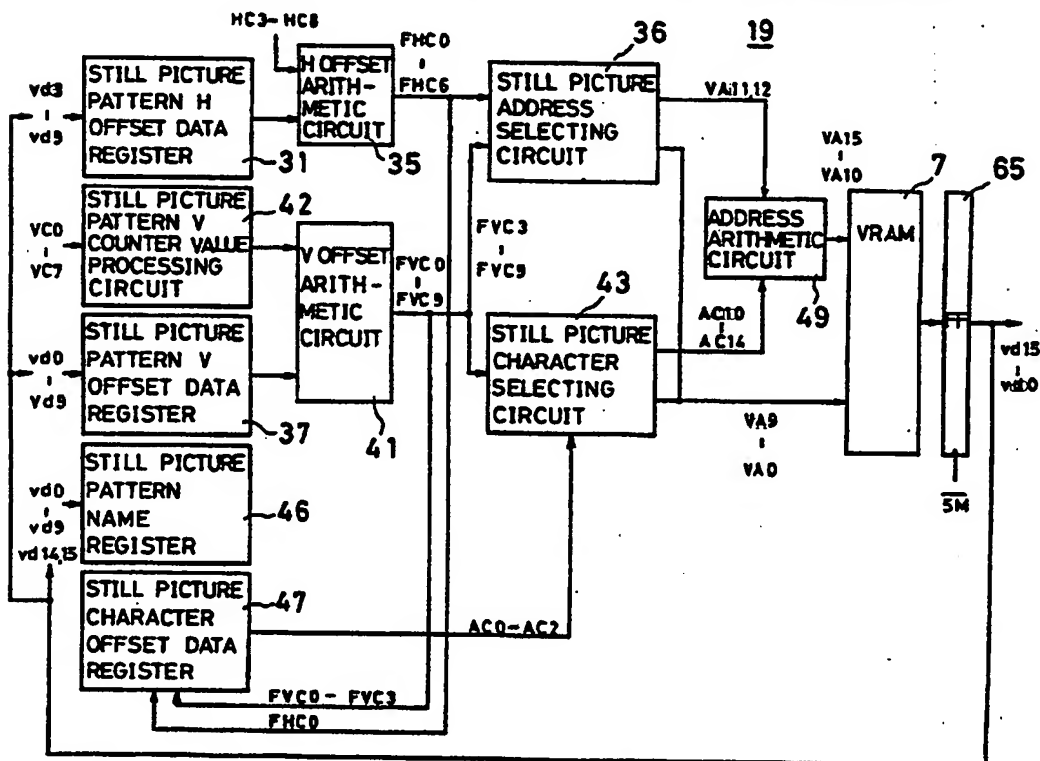 HC3-HC8
19
36
vd3
vd9
STILL PICTURE
PATTERN H
OFFSET DATA
REGISTER
31
H OFFSET
ARITH-
METIC
CIRCUIT
35
FHC0
FHC6
STILL PICTURE
ADDRESS
SELECTING
CIRCUIT
VA11,12
VA15
VA10
7
65
VC0
VC7
STILL PICTURE
PATTERN V
COUNTER VALUE
PROCESSING
CIRCUIT
42
V OFFSET
ARITH-
METIC
CIRCUIT
41
FVC0
FVC9
FVC3
FVC9
ADDRESS
ARITHMETIC
CIRCUIT
49
VRAM
43
STILL PICTURE
CHARACTER
SELECTING
CIRCUIT
AC10
AC14
vd15
vd0
vd0
vd9
STILL PICTURE
PATTERN V
OFFSET DATA
REGISTER
37
VA9
VA0
5M
vd0
vd9
vd14,15
STILL PICTURE
PATTERN
NAME
REGISTER
46
STILL PICTURE
CHARACTER
OFFSET DATA
REGISTER
47
AC0-AC2
FVC0- FVC3
FHC0